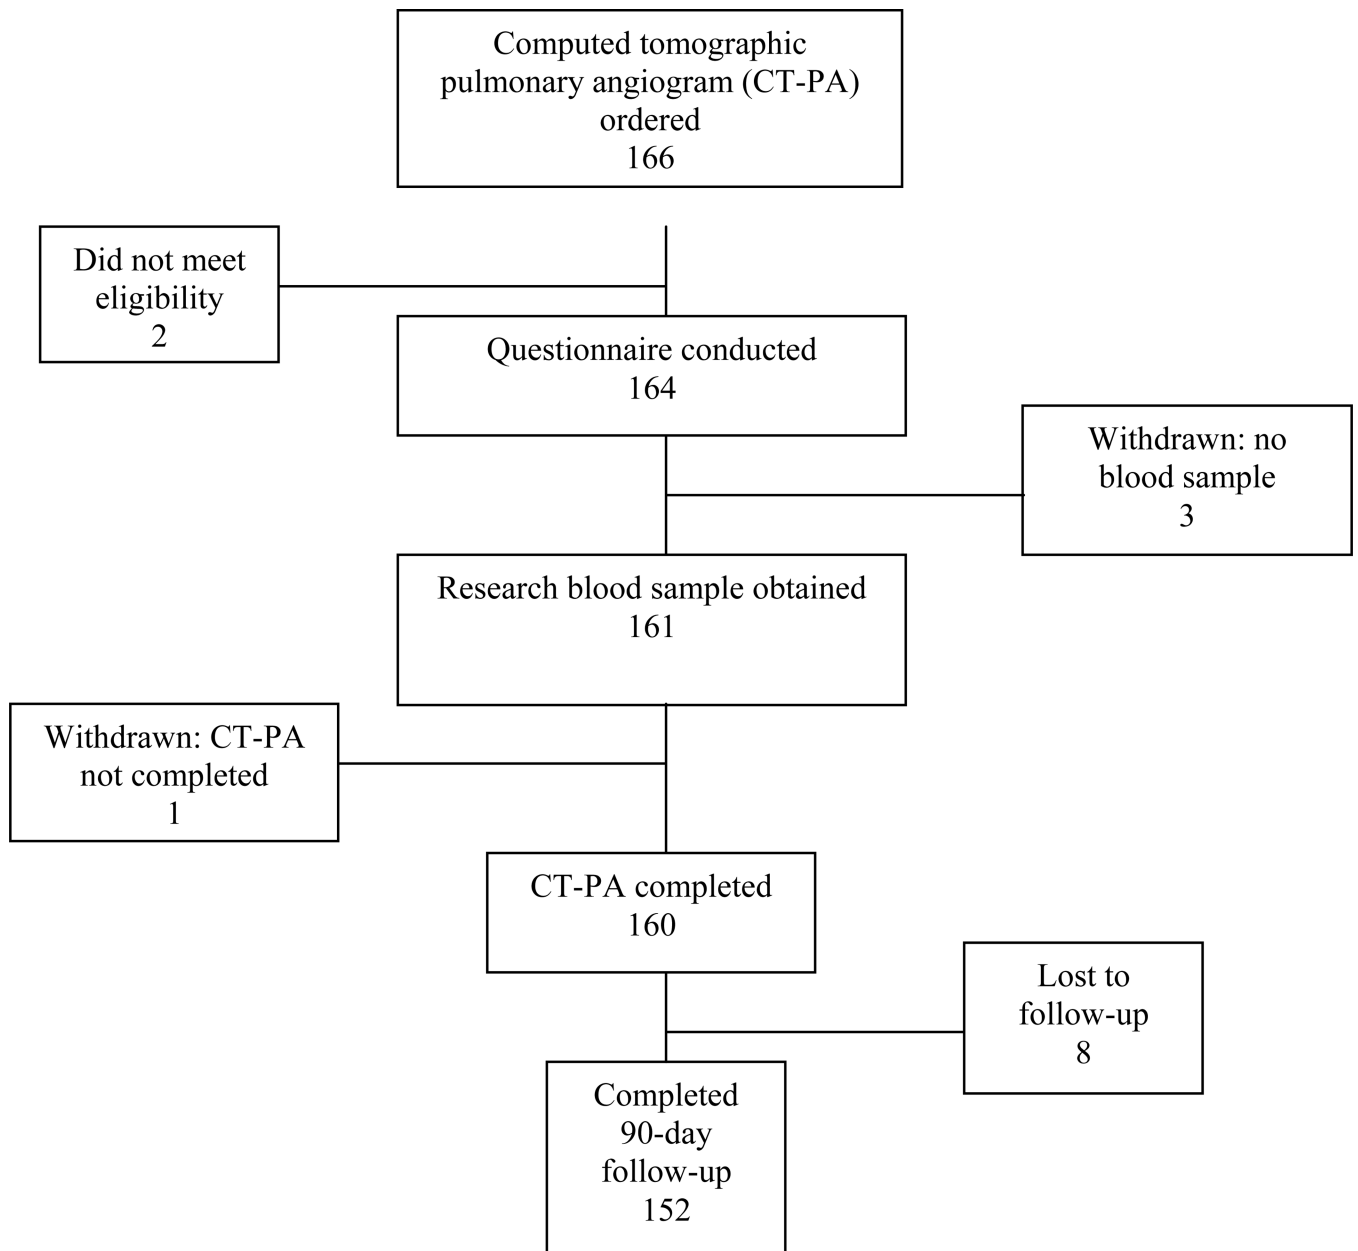 Computed tomographic
pulmonary angiogram (CT-PA)
ordered
166
Did not meet
eligibility
2
Questionnaire conducted
164
Withdrawn: no
blood sample
3
Research blood sample obtained
161
Withdrawn: CT-PA
not completed
1
CT-PA completed
160
Lost to
follow-up
8
Completed
90-day
follow-up
152